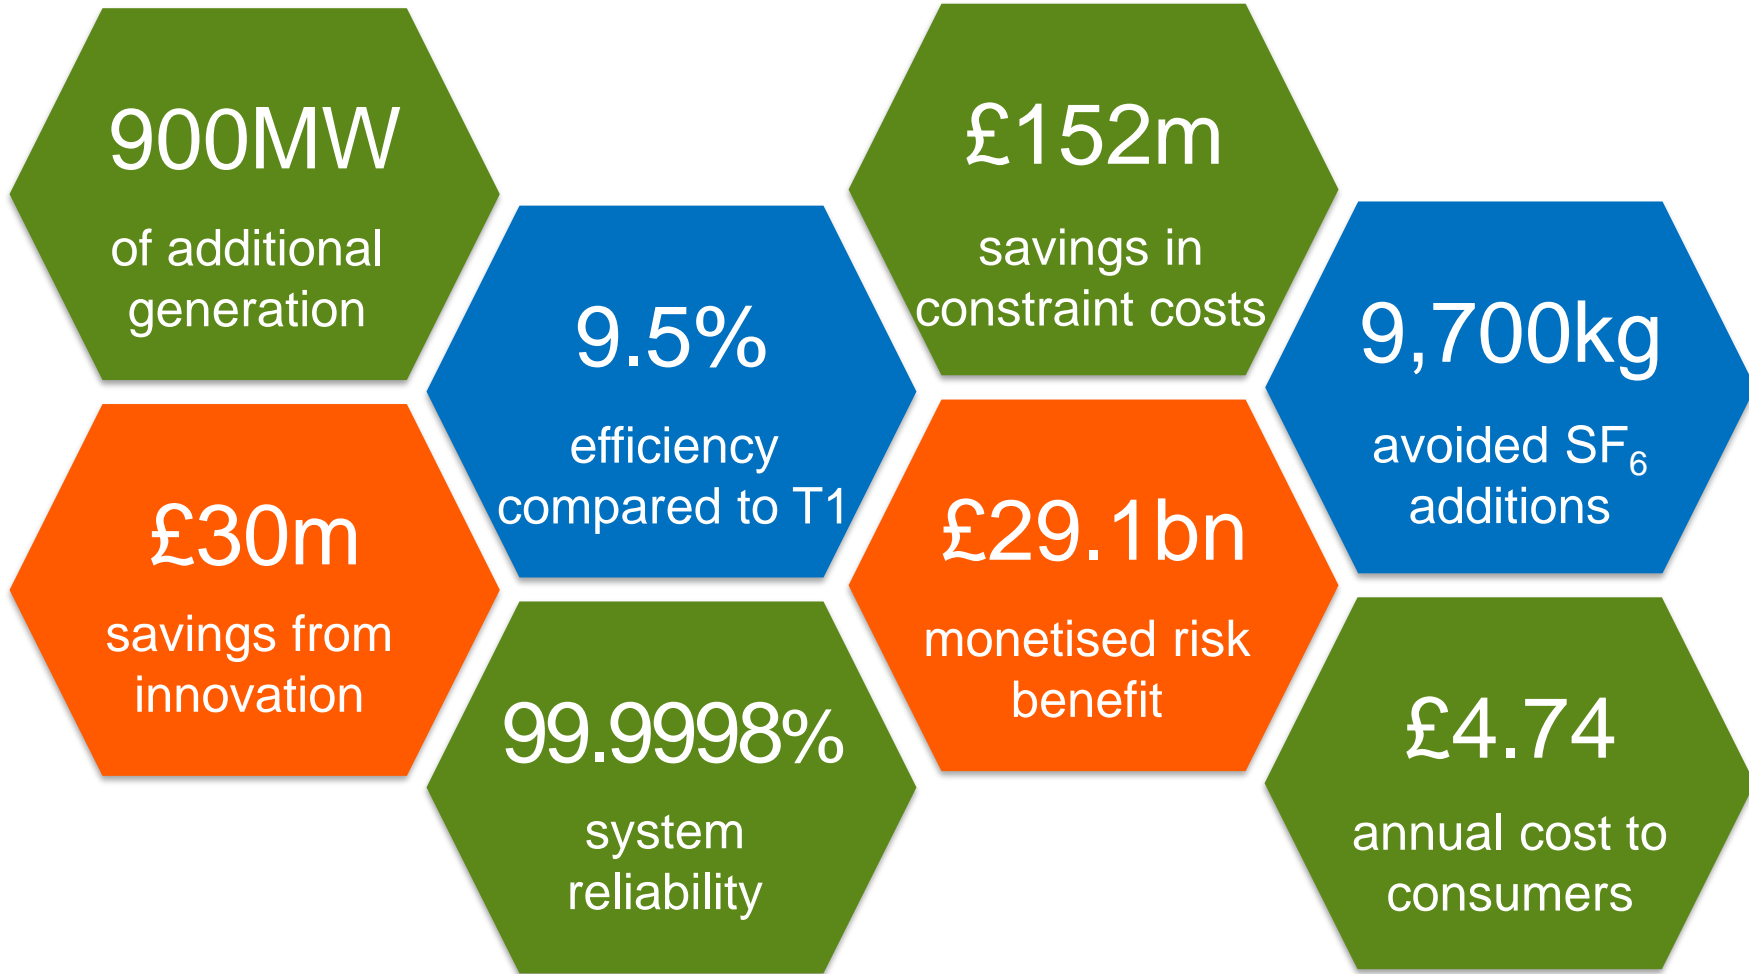 900MW
of additional
generation
£30m
savings from
innovation
9.5%
efficiency
compared to T1
99.9998%
system
reliability
£152m
savings in
constraint costs
£29.1bn
monetised risk
benefit
9,700kg
avoided SF₆
additions
£4.74
annual cost to
consumers